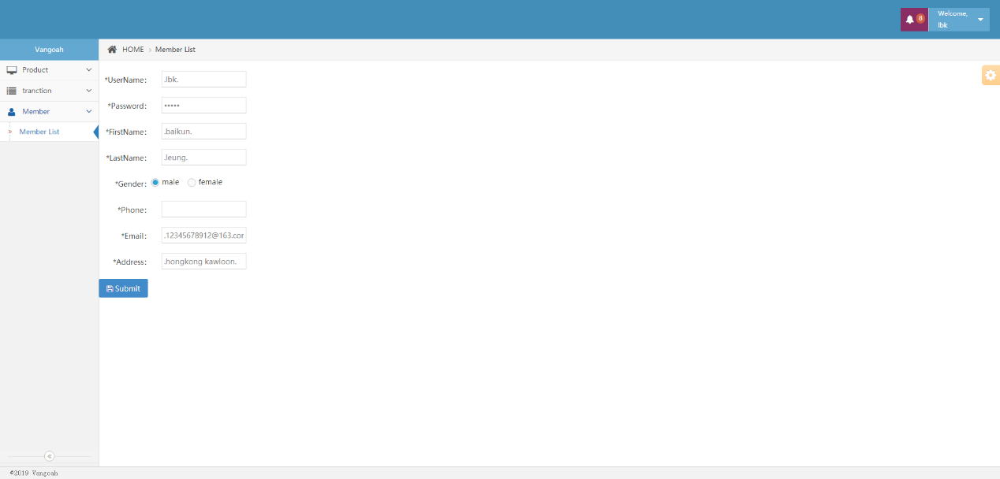 8
Welcome,
lbk
Vangoah
HOME > Member List
Product
tranction
Member
» Member List
*UserName: .lbk.
*Password: •••••
*FirstName: .baikun.
*LastName: .leung.
*Gender: male female
*Phone:
*Email: .12345678912@163.cor
*Address: .hongkong kawloon.
Submit
«
©2019 Vangoah